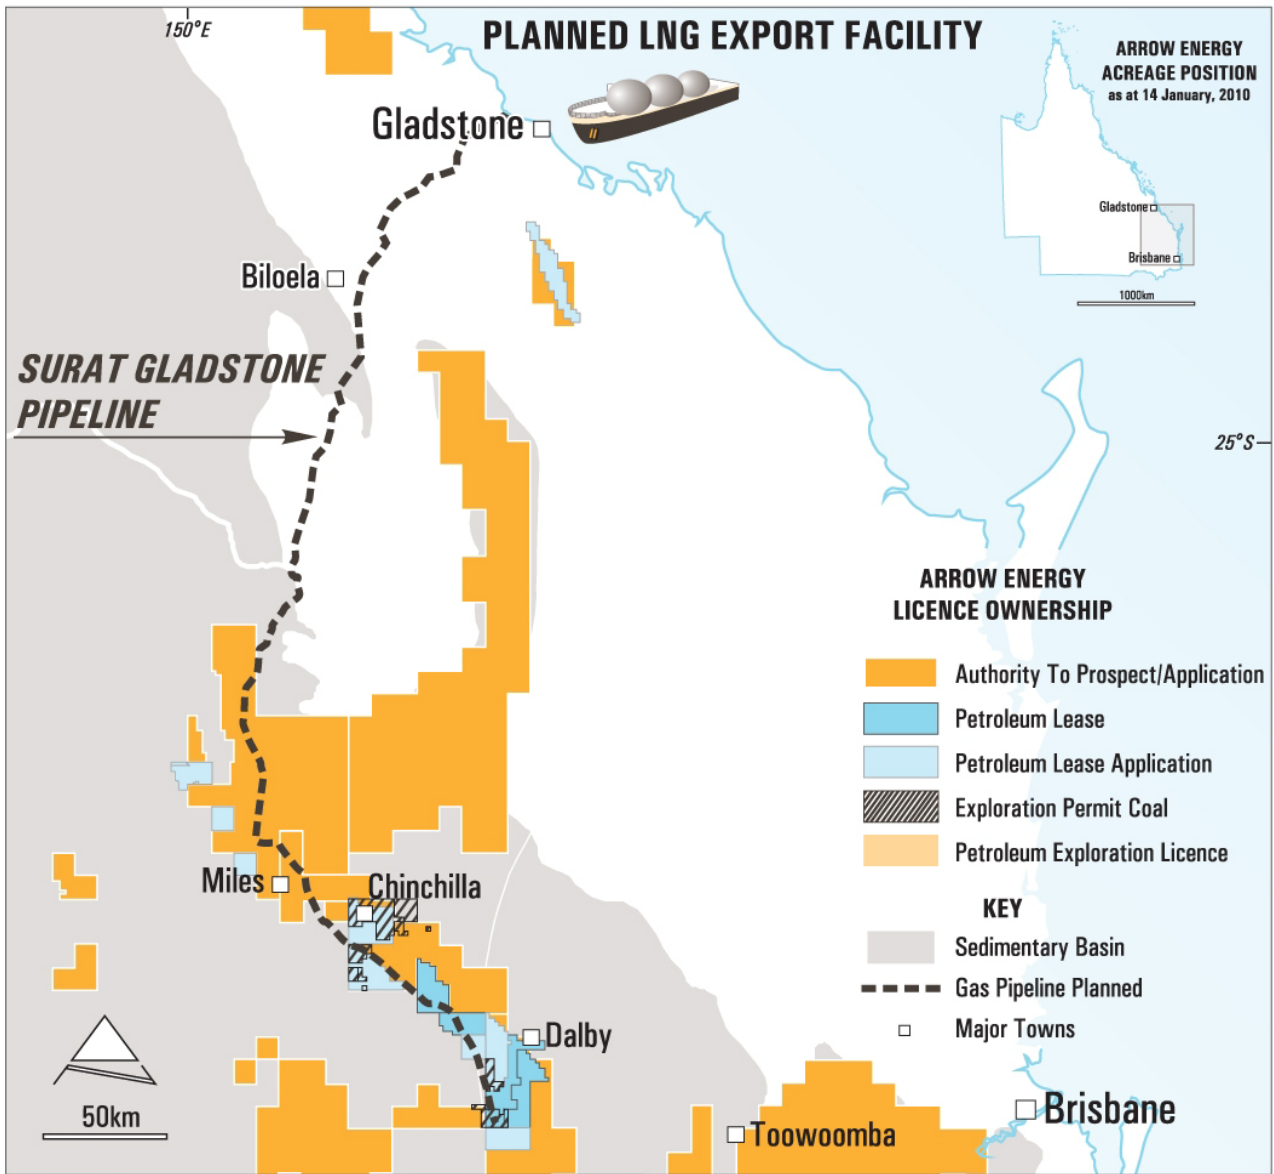 150°E
PLANNED LNG EXPORT FACILITY
ARROW ENERGY
ACREAGE POSITION
as at 14 January, 2010
Gladstone
Gladstone
Brisbane
1000km
Biloela
SURAT GLADSTONE
PIPELINE
25°S
ARROW ENERGY
LICENCE OWNERSHIP
Authority To Prospect/Application
Petroleum Lease
Petroleum Lease Application
Exploration Permit Coal
Petroleum Exploration Licence
Miles
Chinchilla
KEY
Sedimentary Basin
Gas Pipeline Planned
Major Towns
Dalby
50km
Toowoomba
Brisbane